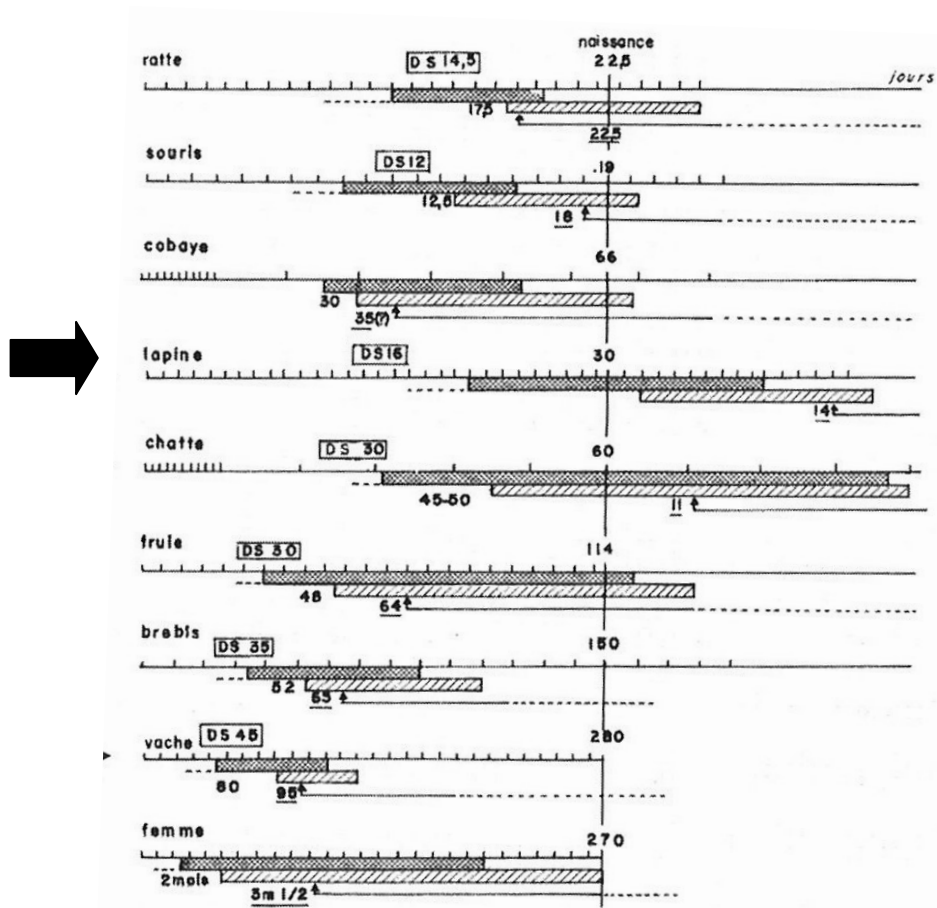 naissance
ratte DS 14,5 22,5 jours
17,5 22,5
souris DS 12 .19
12,5 18
cobaye 66
30 35(?)
lapine DS 16 30
14
chatte DS 30 60
45-50 11
truie DS 30 114
48 64
brebis DS 35 150
52 63
vache DS 45 280
80 95
femme 270
2mois 3m 1/2